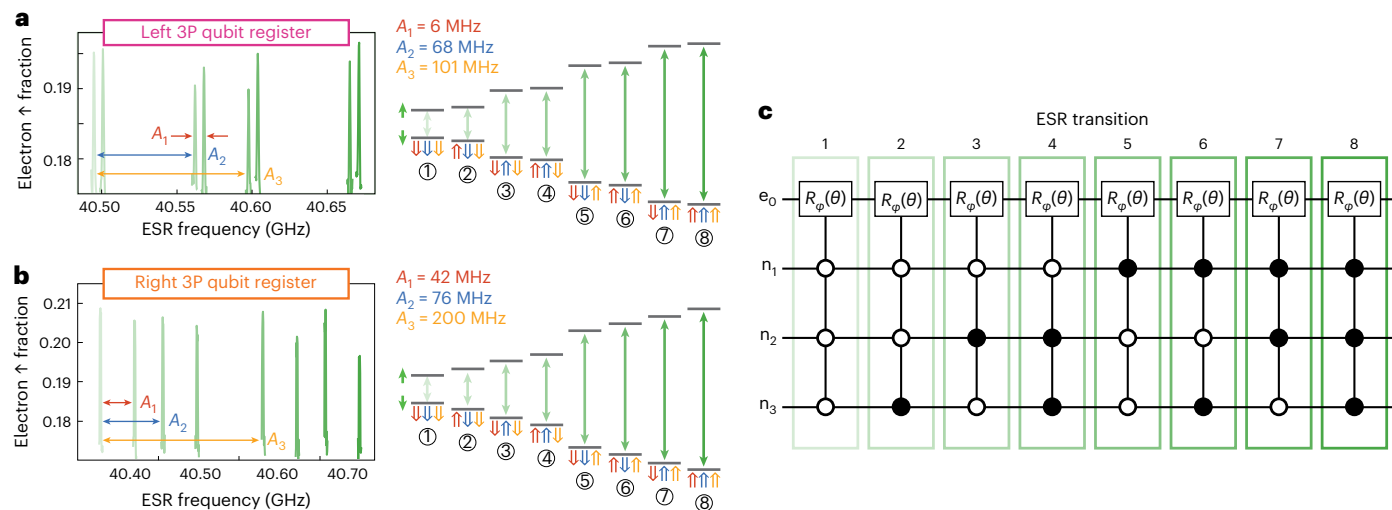 a
Left 3P qubit register
Electron ↑ fraction
0.19
0.18
A1
A2
A3
40.50 40.55 40.60 40.65
ESR frequency (GHz)
A1 = 6 MHz
A2 = 68 MHz
A3 = 101 MHz
↑
↓
⇓⇓⇓ ⇑⇓⇓ ⇓⇑⇓ ⇑⇑⇓ ⇓⇓⇑ ⇑⇓⇑ ⇓⇑⇑ ⇑⇑⇑
① ② ③ ④ ⑤ ⑥ ⑦ ⑧
b
Right 3P qubit register
Electron ↑ fraction
0.21
0.20
0.19
0.18
A1
A2
A3
40.40 40.50 40.60 40.70
ESR frequency (GHz)
A1 = 42 MHz
A2 = 76 MHz
A3 = 200 MHz
↑
↓
⇓⇓⇓ ⇑⇓⇓ ⇓⇑⇓ ⇑⇑⇓ ⇓⇓⇑ ⇑⇓⇑ ⇓⇑⇑ ⇑⇑⇑
① ② ③ ④ ⑤ ⑥ ⑦ ⑧
c
ESR transition
1 2 3 4 5 6 7 8
e0 Rφ(θ) Rφ(θ) Rφ(θ) Rφ(θ) Rφ(θ) Rφ(θ) Rφ(θ) Rφ(θ)
n1
n2
n3